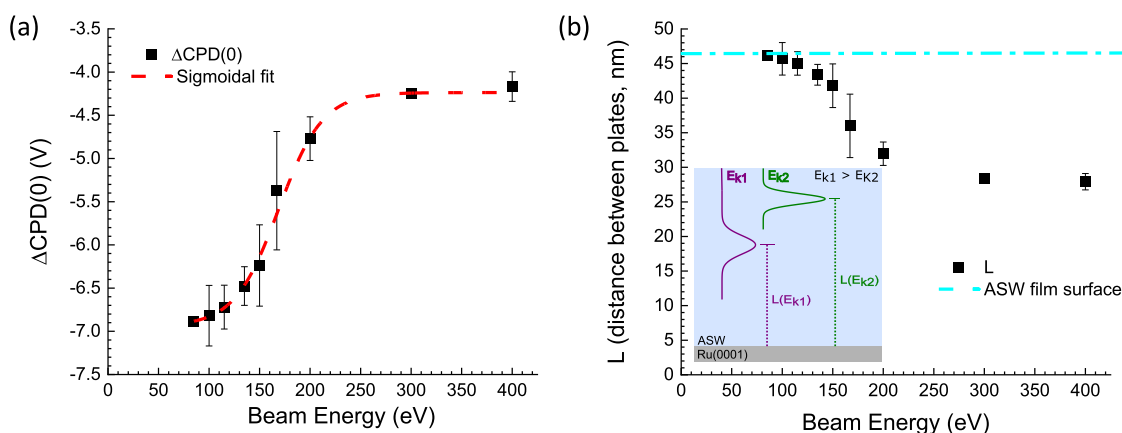 (a)
-3.5
-4.0
-4.5
-5.0
-5.5
-6.0
-6.5
-7.0
-7.5
ΔCPD(0) (V)
ΔCPD(0)
Sigmoidal fit
0 50 100 150 200 250 300 350 400
Beam Energy (eV)
(b)
50
45
40
35
30
25
20
15
10
5
0
L (distance between plates, nm)
Ek1 Ek2 Ek1 > EK2
L(Ek1)
L(Ek2)
ASW
Ru(0001)
L
ASW film surface
0 50 100 150 200 250 300 350 400
Beam Energy (eV)